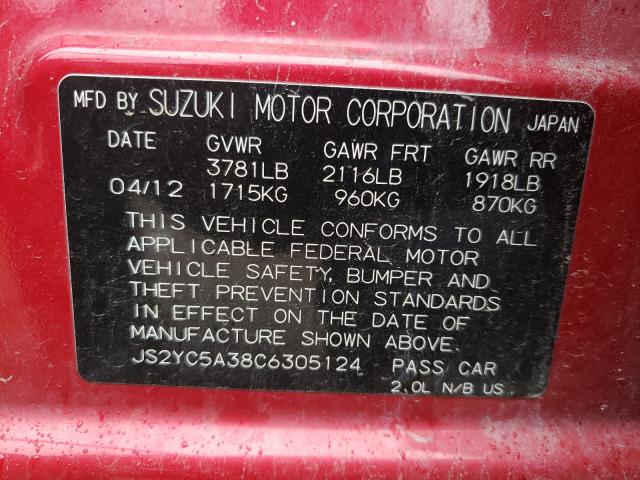 MFD BY SUZUKI MOTOR CORPORATION JAPAN
DATE GVWR GAWR FRT GAWR RR
3781LB 2116LB 1918LB
04/12 1715KG 960KG 870KG
THIS VEHICLE CONFORMS TO ALL
APPLICABLE FEDERAL MOTOR
VEHICLE SAFETY, BUMPER AND
THEFT PREVENTION STANDARDS
IN EFFECT ON THE DATE OF
MANUFACTURE SHOWN ABOVE.
JS2YC5A38C6305124 PASS CAR
2.0L N/B US